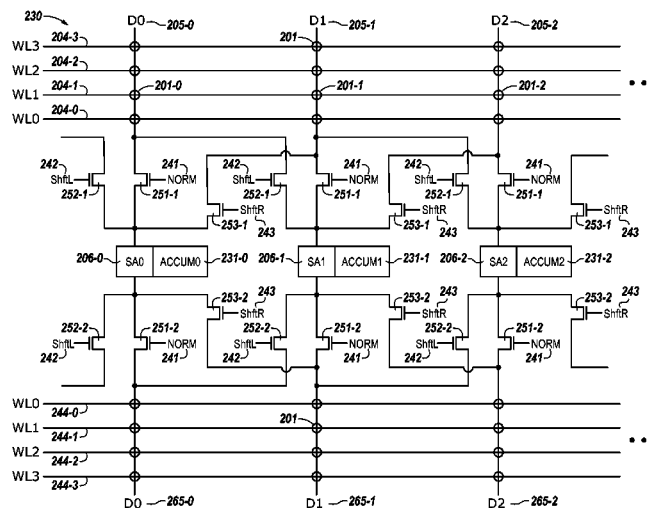 230
D0 205-0 D1 205-1 D2 205-2
204-3 201
WL3
204-2
WL2
204-1
WL1 201-0 201-1 201-2
204-0
WL0
242 241 242 241 242 241
ShftL NORM ShftL NORM ShftL NORM
252-1 251-1 ShftR 252-1 251-1 ShftR 252-1 251-1 ShftR
253-1 243 253-1 243 253-1 243
206-0 SA0 ACCUM0 231-0 206-1 SA1 ACCUM1 231-1 206-2 SA2 ACCUM2 231-2
253-2 243 253-2 243 253-2 243
252-2 251-2 ShftR 252-2 251-2 ShftR 252-2 251-2 ShftR
ShftL NORM ShftL NORM ShftL NORM
242 241 242 241 242 241
WL0
244-0
WL1 201
244-1
WL2
244-2
WL3
244-3
D0 265-0 D1 265-1 D2 265-2